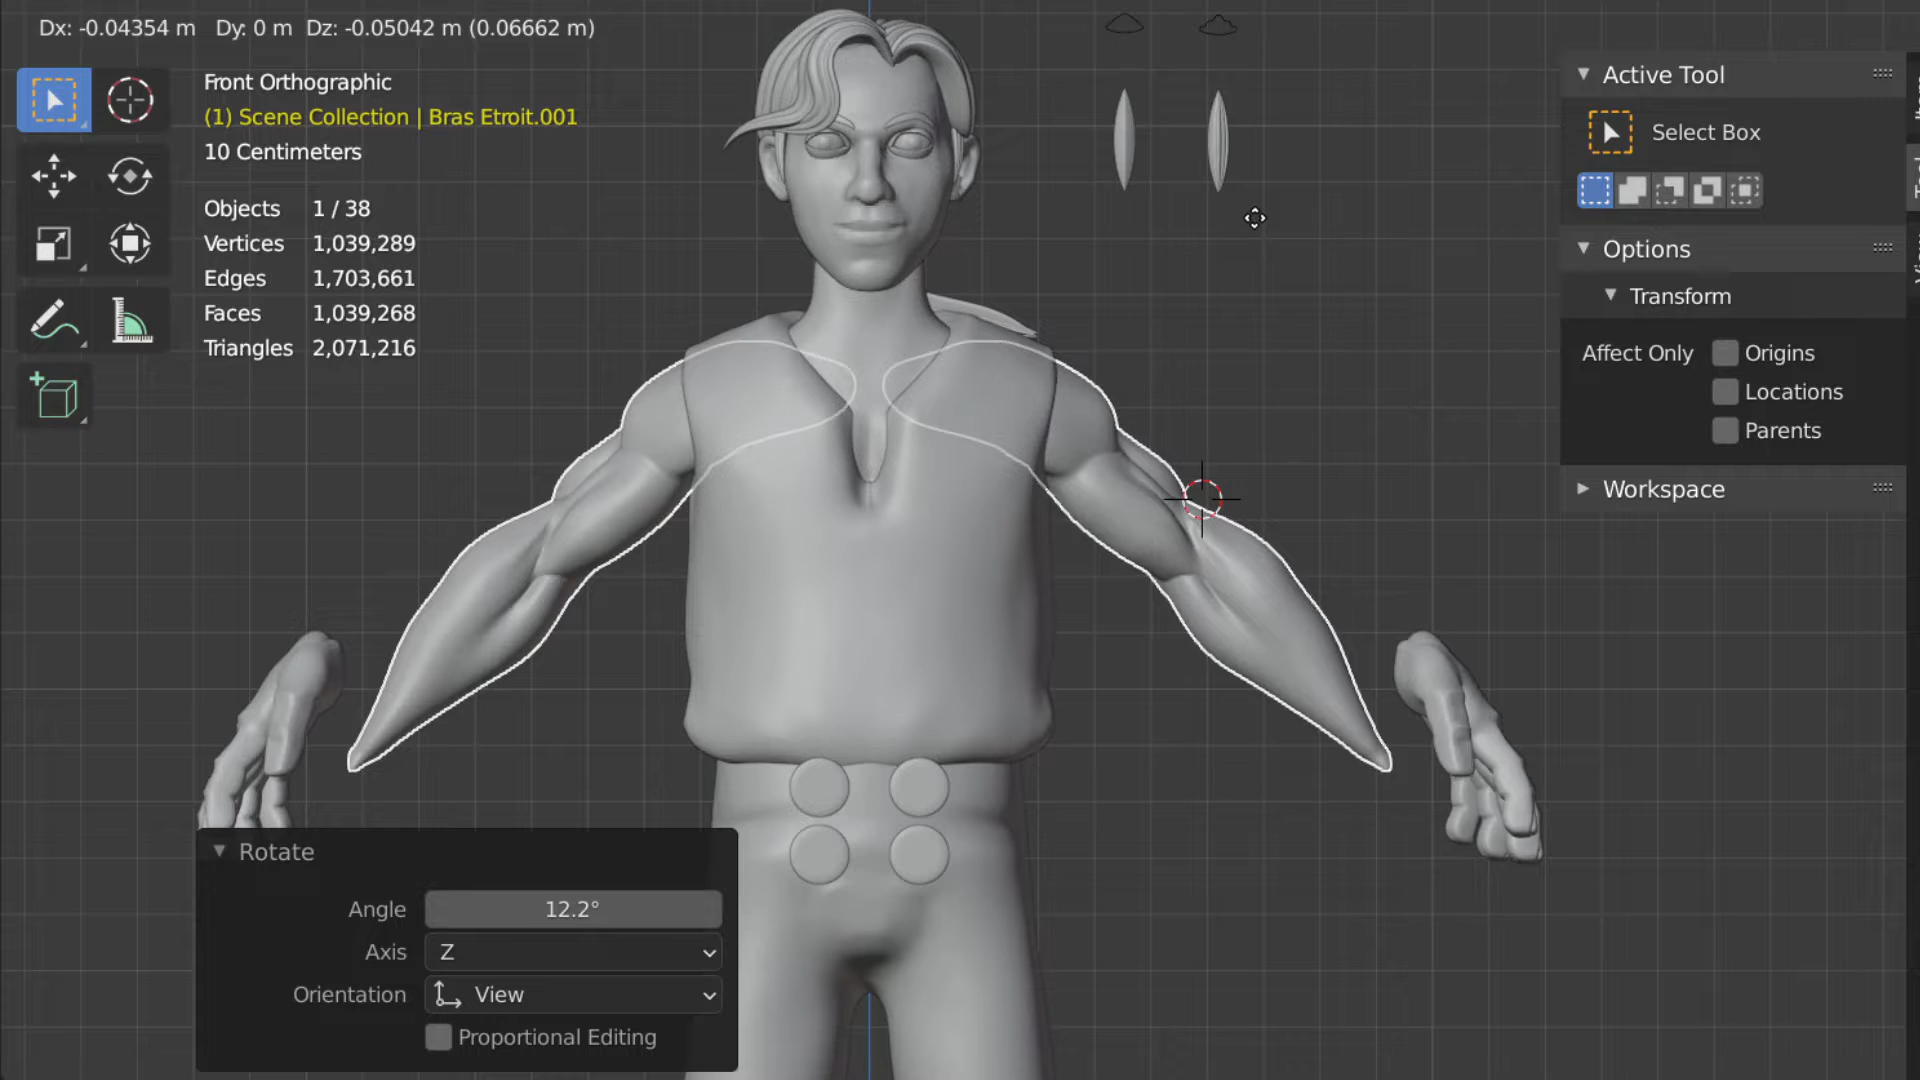 Dx: -0.04354 m   Dy: 0 m   Dz: -0.05042 m (0.06662 m)
Front Orthographic
(1) Scene Collection | Bras Etroit.001
10 Centimeters
Objects 1 / 38
Vertices 1,039,289
Edges 1,703,661
Faces 1,039,268
Triangles 2,071,216
Active Tool
Select Box
Options
Transform
Affect Only Origins
Locations
Parents
Workspace
Rotate
Angle 12.2°
Axis Z
Orientation View
Proportional Editing